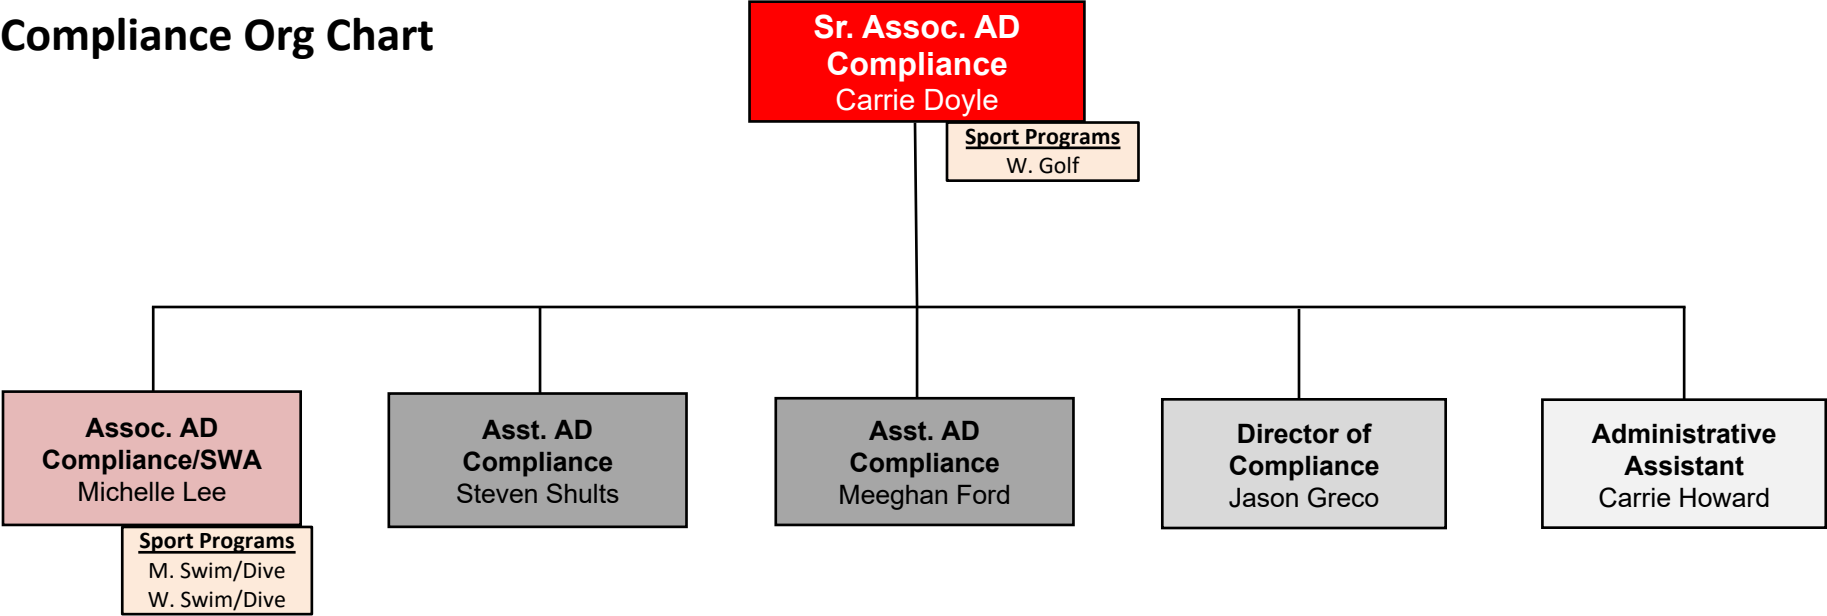 Compliance Org Chart
Sr. Assoc. AD
Compliance
Carrie Doyle
Sport Programs
W. Golf
Assoc. AD
Compliance/SWA
Michelle Lee
Sport Programs
M. Swim/Dive
W. Swim/Dive
Asst. AD
Compliance
Steven Shults
Asst. AD
Compliance
Meeghan Ford
Director of
Compliance
Jason Greco
Administrative
Assistant
Carrie Howard